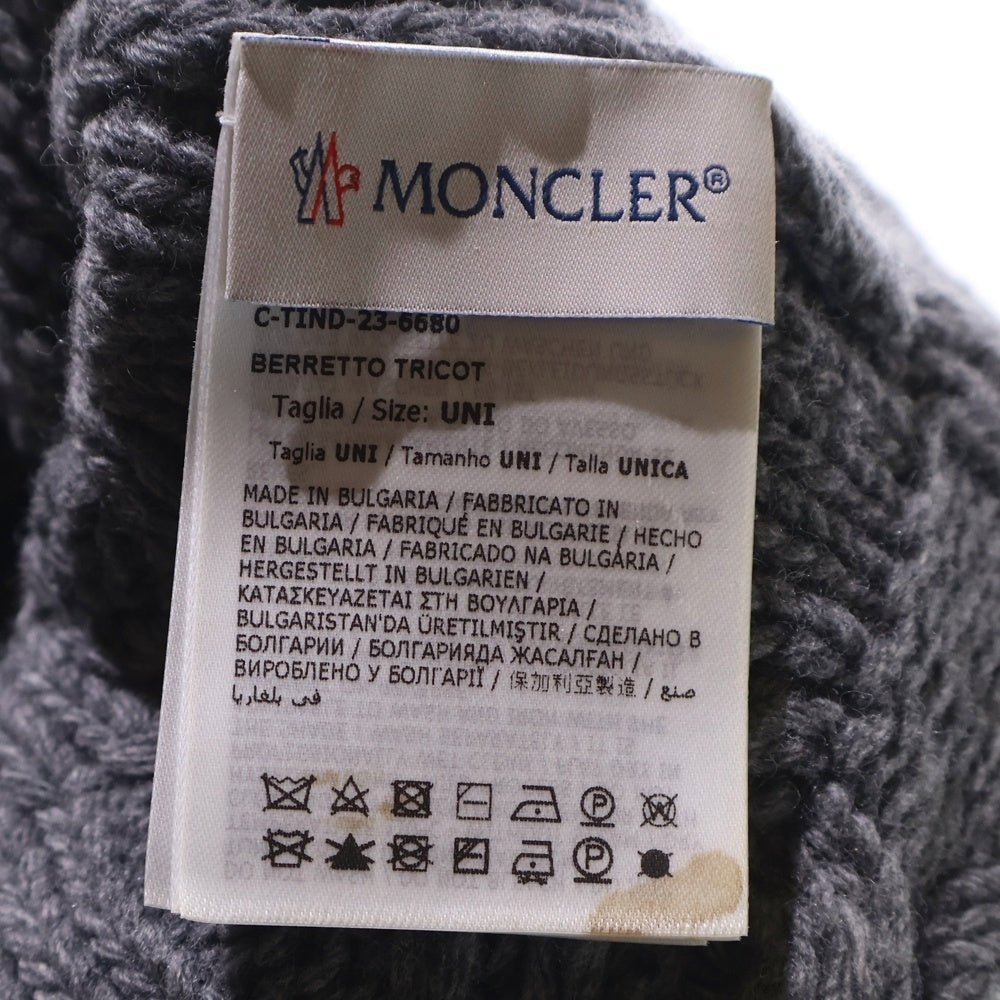 MONCLER®
C-TIND-23-6680
BERRETTO TRICOT
Taglia / Size: UNI
Taglia UNI / Tamanho UNI / Talla UNICA
MADE IN BULGARIA / FABBRICATO IN
BULGARIA / FABRIQUÉ EN BULGARIE / HECHO
EN BULGARIA / FABRICADO NA BULGÁRIA /
HERGESTELLT IN BULGARIEN /
ΚΑΤΑΣΚΕΥΑΖΕΤΑΙ ΣΤΗ ΒΟΥΛΓΑΡΙΑ /
BULGARISTAN'DA ÜRETILMIŞTIR / СДЕЛАНО В
БОЛГАРИИ / БОЛГАРИЯДА ЖАСАЛҒАН /
ВИРОБЛЕНО У БОЛГАРІЇ / 保加利亞製造 / صنع
في بلغاريا
P W
P